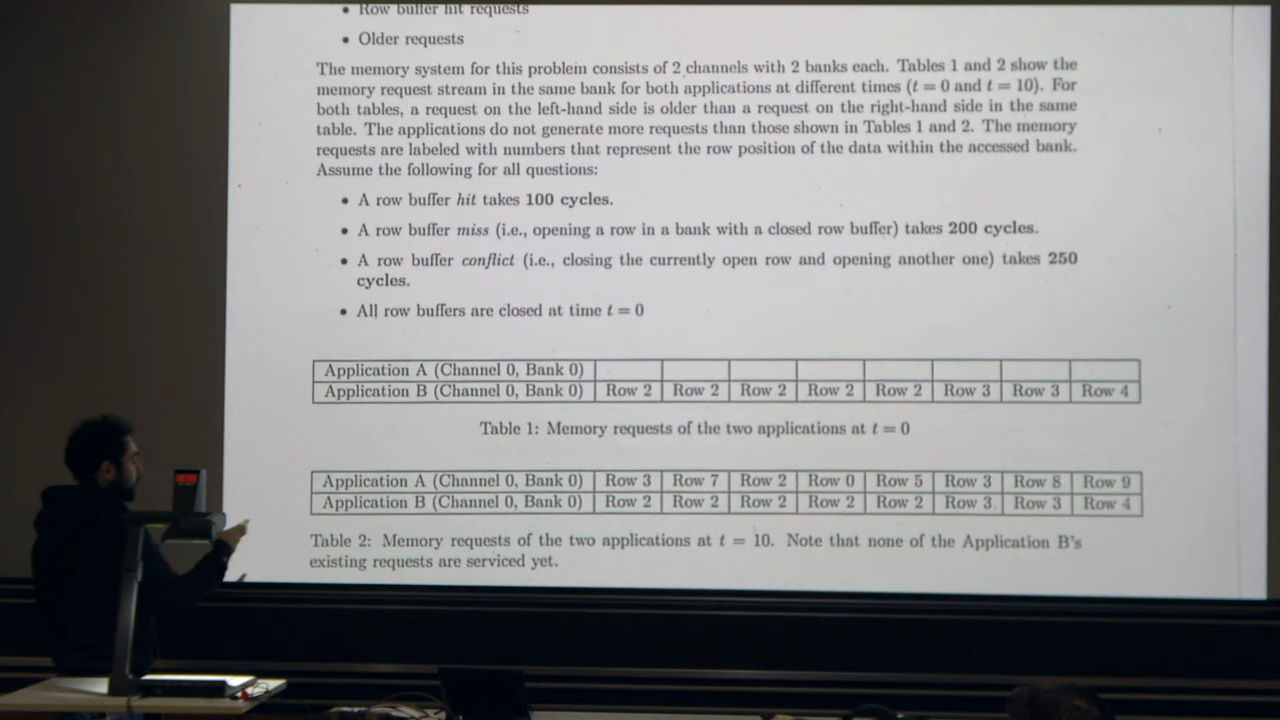 • Row buffer hit requests
• Older requests
The memory system for this problem consists of 2 channels with 2 banks each. Tables 1 and 2 show the
memory request stream in the same bank for both applications at different times (t = 0 and t = 10). For
both tables, a request on the left-hand side is older than a request on the right-hand side in the same
table. The applications do not generate more requests than those shown in Tables 1 and 2. The memory
requests are labeled with numbers that represent the row position of the data within the accessed bank.
Assume the following for all questions:
• A row buffer hit takes 100 cycles.
• A row buffer miss (i.e., opening a row in a bank with a closed row buffer) takes 200 cycles.
• A row buffer conflict (i.e., closing the currently open row and opening another one) takes 250
cycles.
• All row buffers are closed at time t = 0
Application A (Channel 0, Bank 0)
Application B (Channel 0, Bank 0) Row 2 Row 2 Row 2 Row 2 Row 2 Row 3 Row 3 Row 4
Table 1: Memory requests of the two applications at t = 0
Application A (Channel 0, Bank 0) Row 3 Row 7 Row 2 Row 0 Row 5 Row 3 Row 8 Row 9
Application B (Channel 0, Bank 0) Row 2 Row 2 Row 2 Row 2 Row 2 Row 3 Row 3 Row 4
Table 2: Memory requests of the two applications at t = 10. Note that none of the Application B's
existing requests are serviced yet.